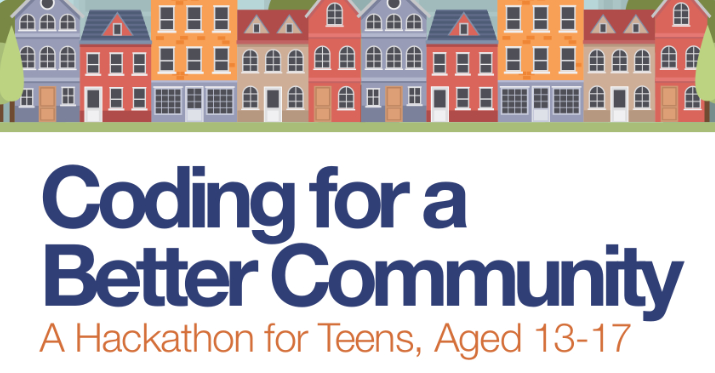 Coding for a
Better Community
A Hackathon for Teens, Aged 13-17